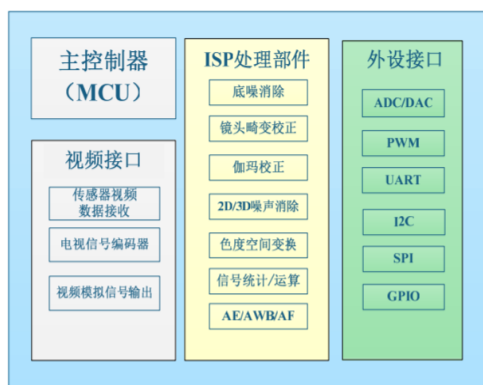 主控制器
（MCU）
视频接口
传感器视频
数据接收
电视信号编码器
视频模拟信号输出
ISP处理部件
底噪消除
镜头畸变校正
伽玛校正
2D/3D噪声消除
色度空间变换
信号统计/运算
AE/AWB/AF
外设接口
ADC/DAC
PWM
UART
I2C
SPI
GPIO